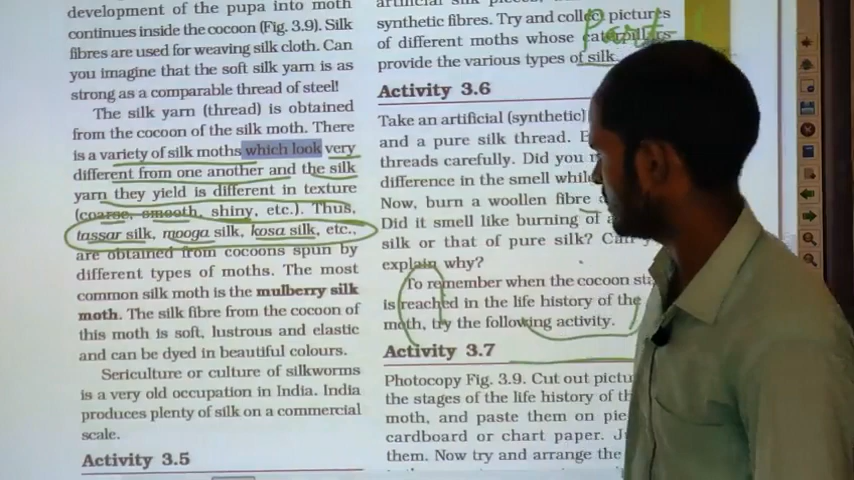 development of the pupa into moth
continues inside the cocoon (Fig. 3.9). Silk
fibres are used for weaving silk cloth. Can
you imagine that the soft silk yarn is as
strong as a comparable thread of steel!
The silk yarn (thread) is obtained
from the cocoon of the silk moth. There
is a variety of silk moths which look very
different from one another and the silk
yarn they yield is different in texture
(coarse, smooth, shiny, etc.). Thus,
tassar silk, mooga silk, kosa silk, etc.,
are obtained from cocoons spun by
different types of moths. The most
common silk moth is the mulberry silk
moth. The silk fibre from the cocoon of
this moth is soft, lustrous and elastic
and can be dyed in beautiful colours.
Sericulture or culture of silkworms
is a very old occupation in India. India
produces plenty of silk on a commercial
scale.
Activity 3.5
synthetic fibres. Try and collect pictures
of different moths whose caterpillars
provide the various types of silk.
Activity 3.6
Take an artificial (synthetic)
and a pure silk thread.
threads carefully. Did you
difference in the smell while
Now, burn a woollen fibre
Did it smell like burning of
silk or that of pure silk? Can
explain why?
To remember when the cocoon
is reached in the life history of the
moth, try the following activity.
Activity 3.7
Photocopy Fig. 3.9. Cut out
the stages of the life history of
moth, and paste them on
cardboard or chart paper.
them. Now try and arrange the